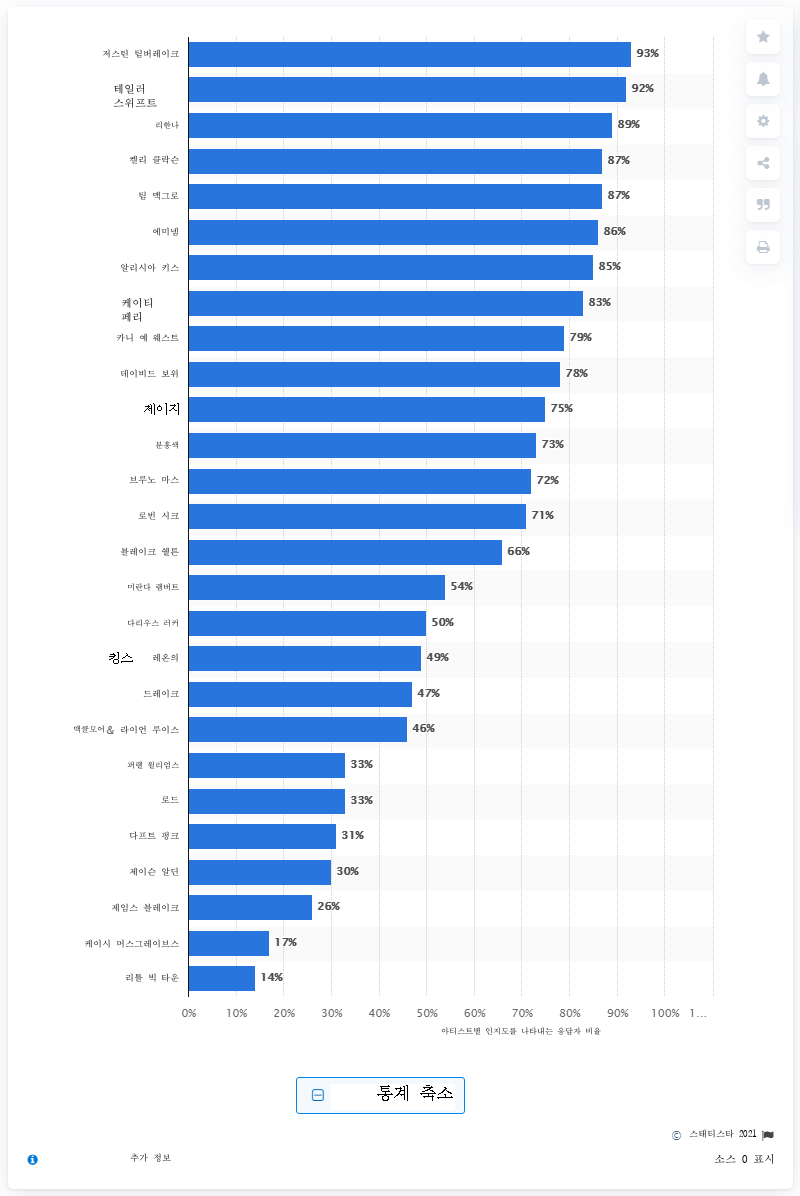 저스틴 팀버레이크 93%
테일러
스위프트 92%
리한나 89%
켈리 클락슨 87%
팀 맥그로 87%
에미넴 86%
알리시아 키스 85%
케이티
페리 83%
카니 예 웨스트 79%
데이비드 보위 78%
제이지 75%
분홍색 73%
브루노 마스 72%
로빈 시크 71%
블레이크 쉘튼 66%
미란다 램버트 54%
다리우스 러커 50%
킹스 레온의 49%
드레이크 47%
맥클모어& 라이언 루이스 46%
퍼렐 윌리엄스 33%
로드 33%
다프트 펑크 31%
제이슨 알딘 30%
제임스 블레이크 26%
케이시 머스그레이브스 17%
리틀 빅 타운 14%
0% 10% 20% 30% 40% 50% 60% 70% 80% 90% 100% 1...
아티스트별 인지도를 나타내는 응답자 비율
통계 축소
© 스태티스타 2021
추가 정보 소스 0 표시